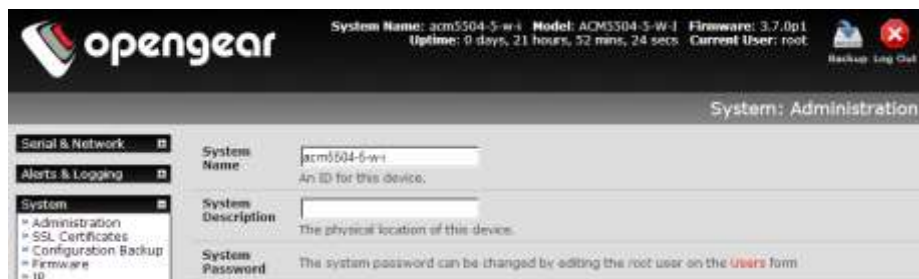 opengear
System Name: acm5504-5-w-i Model: ACM5504-5-W-I Firmware: 3.7.0p1
Uptime: 0 days, 21 hours, 52 mins, 24 secs Current User: root
Backup Log Out
System: Administration
Serial & Network
Alerts & Logging
System
Administration
SSL Certificates
Configuration Backup
Firmware
IP
System Name
acm5504-5-w-i
An ID for this device.
System Description
The physical location of this device.
System Password
The system password can be changed by editing the root user on the Users form